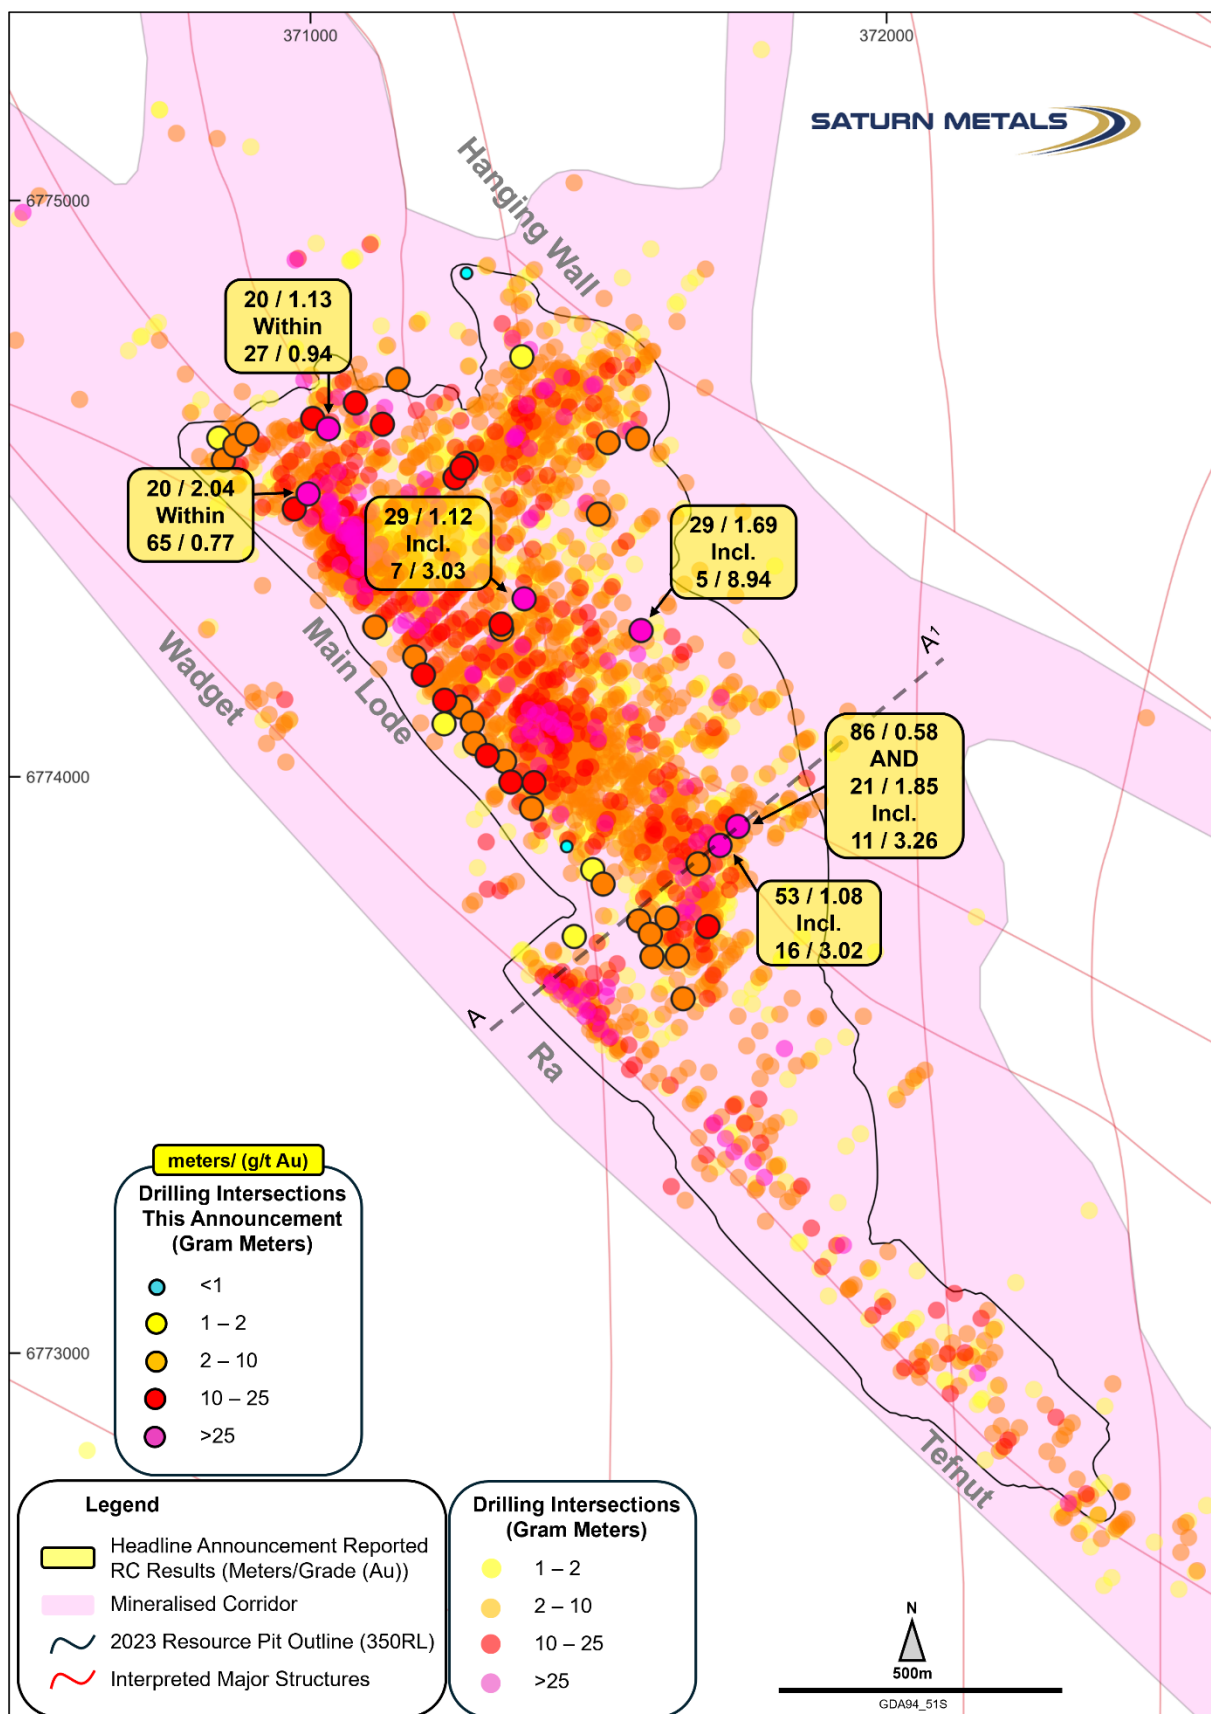 371000
372000
SATURN METALS
Hanging Wall
6775000
20 / 1.13
Within
27 / 0.94
20 / 2.04
Within
65 / 0.77
29 / 1.12
Incl.
7 / 3.03
29 / 1.69
Incl.
5 / 8.94
A¹
Wadget
Main Lode
86 / 0.58
AND
21 / 1.85
Incl.
11 / 3.26
6774000
53 / 1.08
Incl.
16 / 3.02
A
Ra
meters/ (g/t Au)
Drilling Intersections
This Announcement
(Gram Meters)
<1
1 – 2
2 – 10
10 – 25
>25
6773000
Tefnut
Legend
Headline Announcement Reported
RC Results (Meters/Grade (Au))
Mineralised Corridor
2023 Resource Pit Outline (350RL)
Interpreted Major Structures
Drilling Intersections
(Gram Meters)
1 – 2
2 – 10
10 – 25
>25
N
500m
GDA94_51S